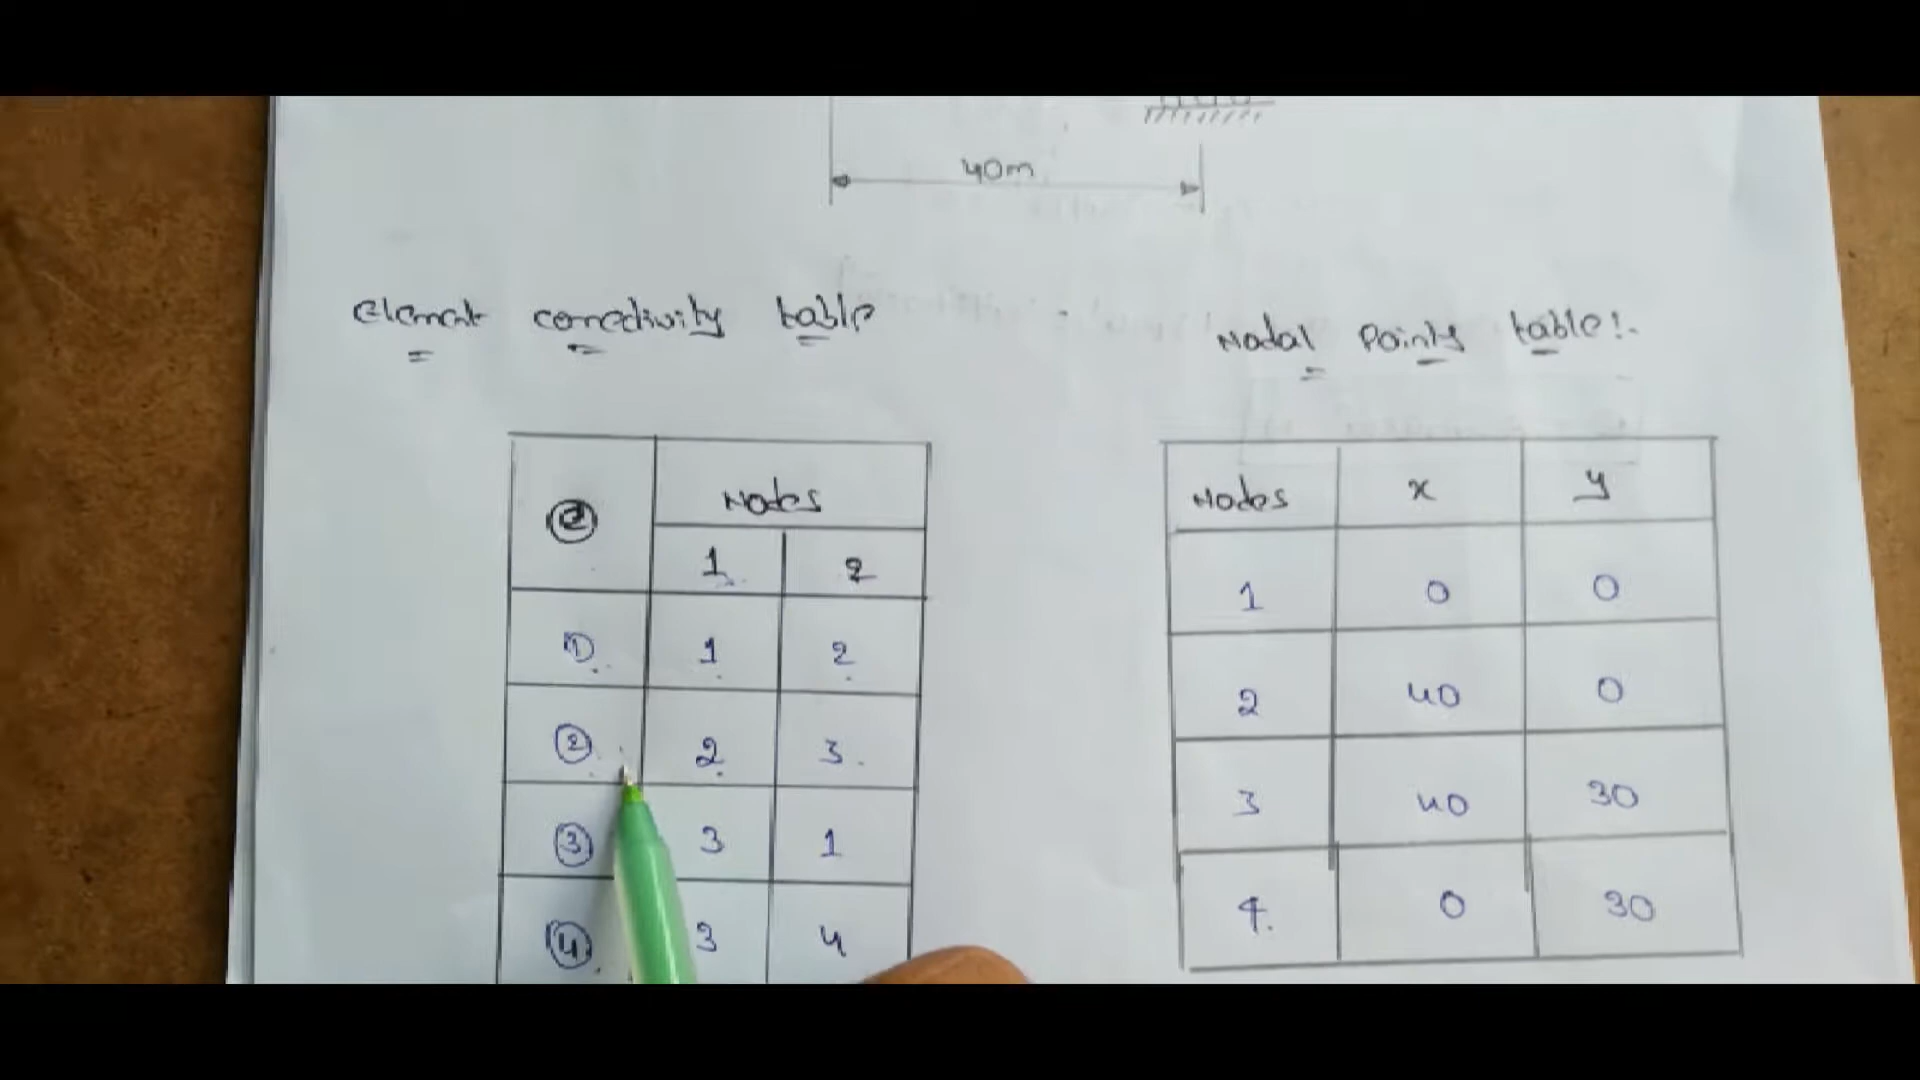 40m
Element conectivity table
Nodal Points table:-
e Nodes
1 2
1 1 2
2 2 3
3 3 1
4 3 4
Nodes x y
1 0 0
2 40 0
3 40 30
4. 0 30